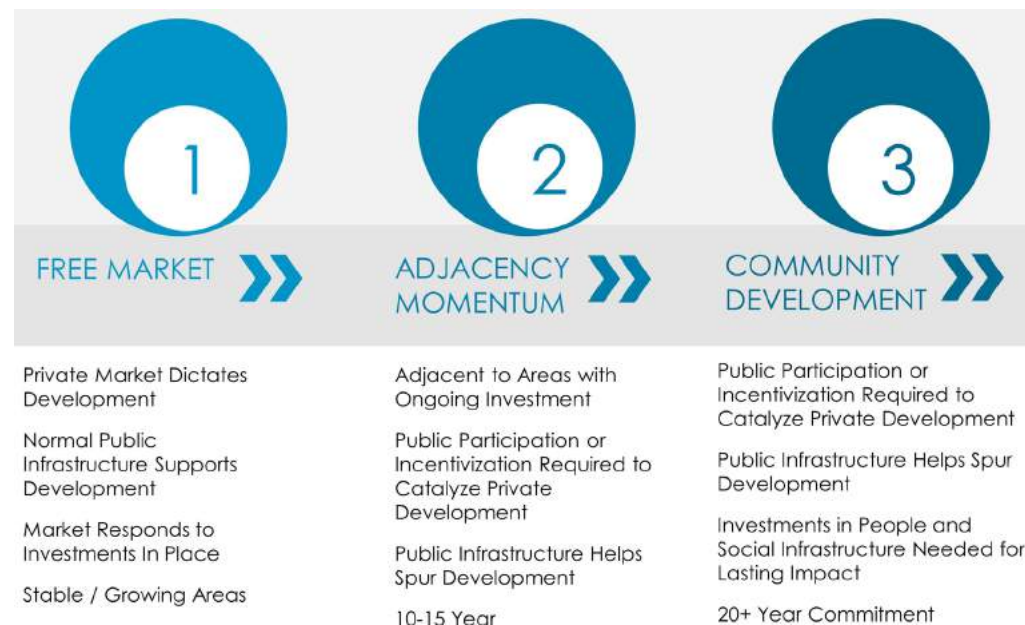 1
FREE MARKET
Private Market Dictates
Development
Normal Public
Infrastructure Supports
Development
Market Responds to
Investments In Place
Stable / Growing Areas
2
ADJACENCY
MOMENTUM
Adjacent to Areas with
Ongoing Investment
Public Participation or
Incentivization Required to
Catalyze Private
Development
Public Infrastructure Helps
Spur Development
10-15 Year
3
COMMUNITY
DEVELOPMENT
Public Participation or
Incentivization Required to
Catalyze Private Development
Public Infrastructure Helps Spur
Development
Investments in People and
Social Infrastructure Needed for
Lasting Impact
20+ Year Commitment